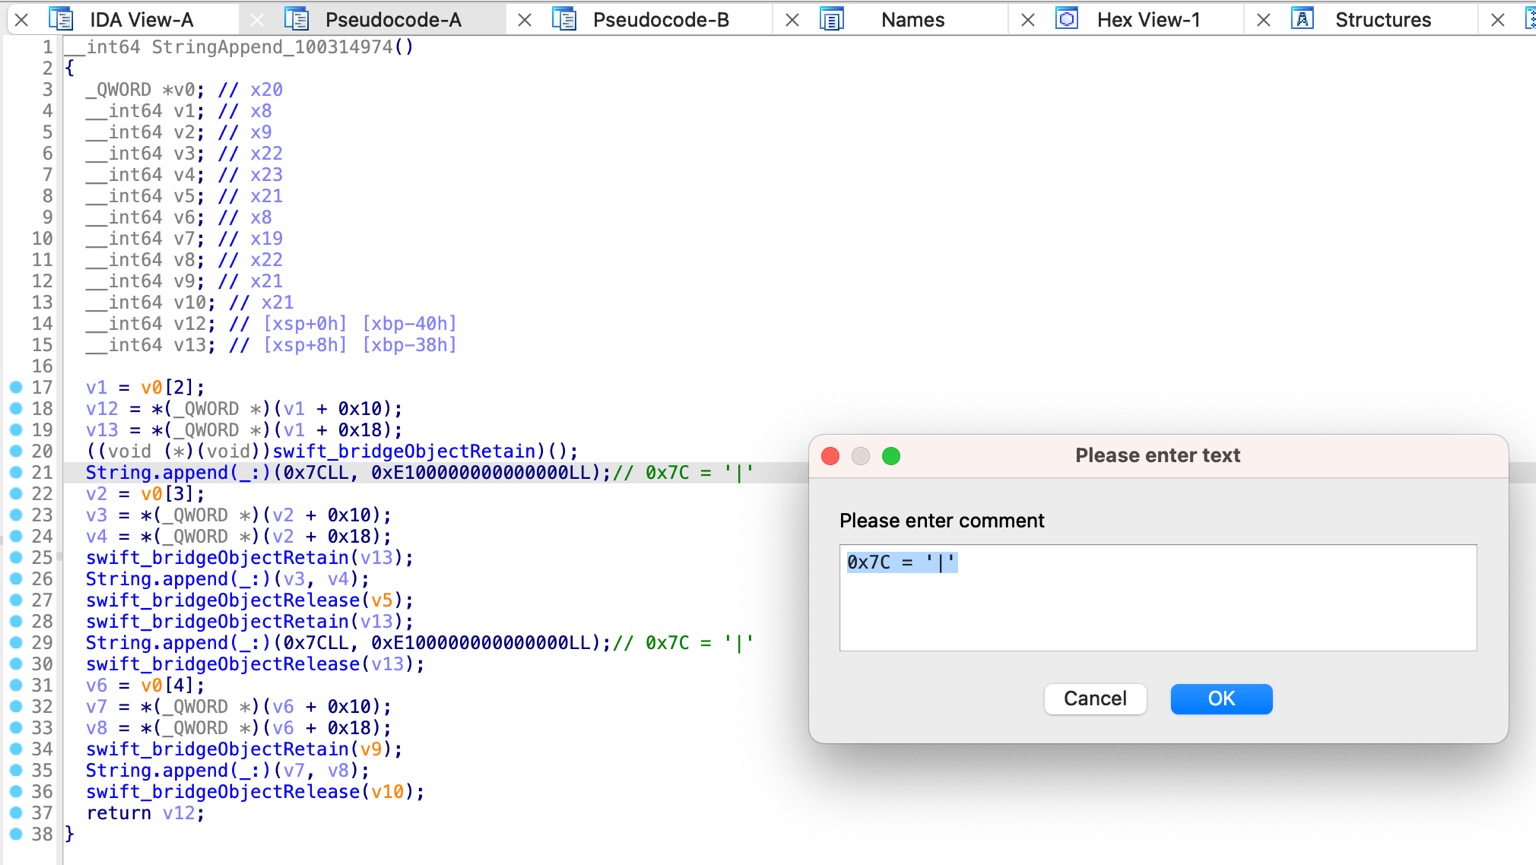 IDA View-A Pseudocode-A Pseudocode-B Names Hex View-1 Structures
1 __int64 StringAppend_100314974()
2 {
3 _QWORD *v0; // x20
4 __int64 v1; // x8
5 __int64 v2; // x9
6 __int64 v3; // x22
7 __int64 v4; // x23
8 __int64 v5; // x21
9 __int64 v6; // x8
10 __int64 v7; // x19
11 __int64 v8; // x22
12 __int64 v9; // x21
13 __int64 v10; // x21
14 __int64 v12; // [xsp+0h] [xbp-40h]
15 __int64 v13; // [xsp+8h] [xbp-38h]
16
17 v1 = v0[2];
18 v12 = *(_QWORD *)(v1 + 0x10);
19 v13 = *(_QWORD *)(v1 + 0x18);
20 ((void (*)(void))swift_bridgeObjectRetain)();
21 String.append(_:)(0x7CLL, 0xE100000000000000LL);// 0x7C = '|'
22 v2 = v0[3];
23 v3 = *(_QWORD *)(v2 + 0x10);
24 v4 = *(_QWORD *)(v2 + 0x18);
25 swift_bridgeObjectRetain(v13);
26 String.append(_:)(v3, v4);
27 swift_bridgeObjectRelease(v5);
28 swift_bridgeObjectRetain(v13);
29 String.append(_:)(0x7CLL, 0xE100000000000000LL);// 0x7C = '|'
30 swift_bridgeObjectRelease(v13);
31 v6 = v0[4];
32 v7 = *(_QWORD *)(v6 + 0x10);
33 v8 = *(_QWORD *)(v6 + 0x18);
34 swift_bridgeObjectRetain(v9);
35 String.append(_:)(v7, v8);
36 swift_bridgeObjectRelease(v10);
37 return v12;
38 }
Please enter text
Please enter comment
0x7C = '|'
Cancel OK